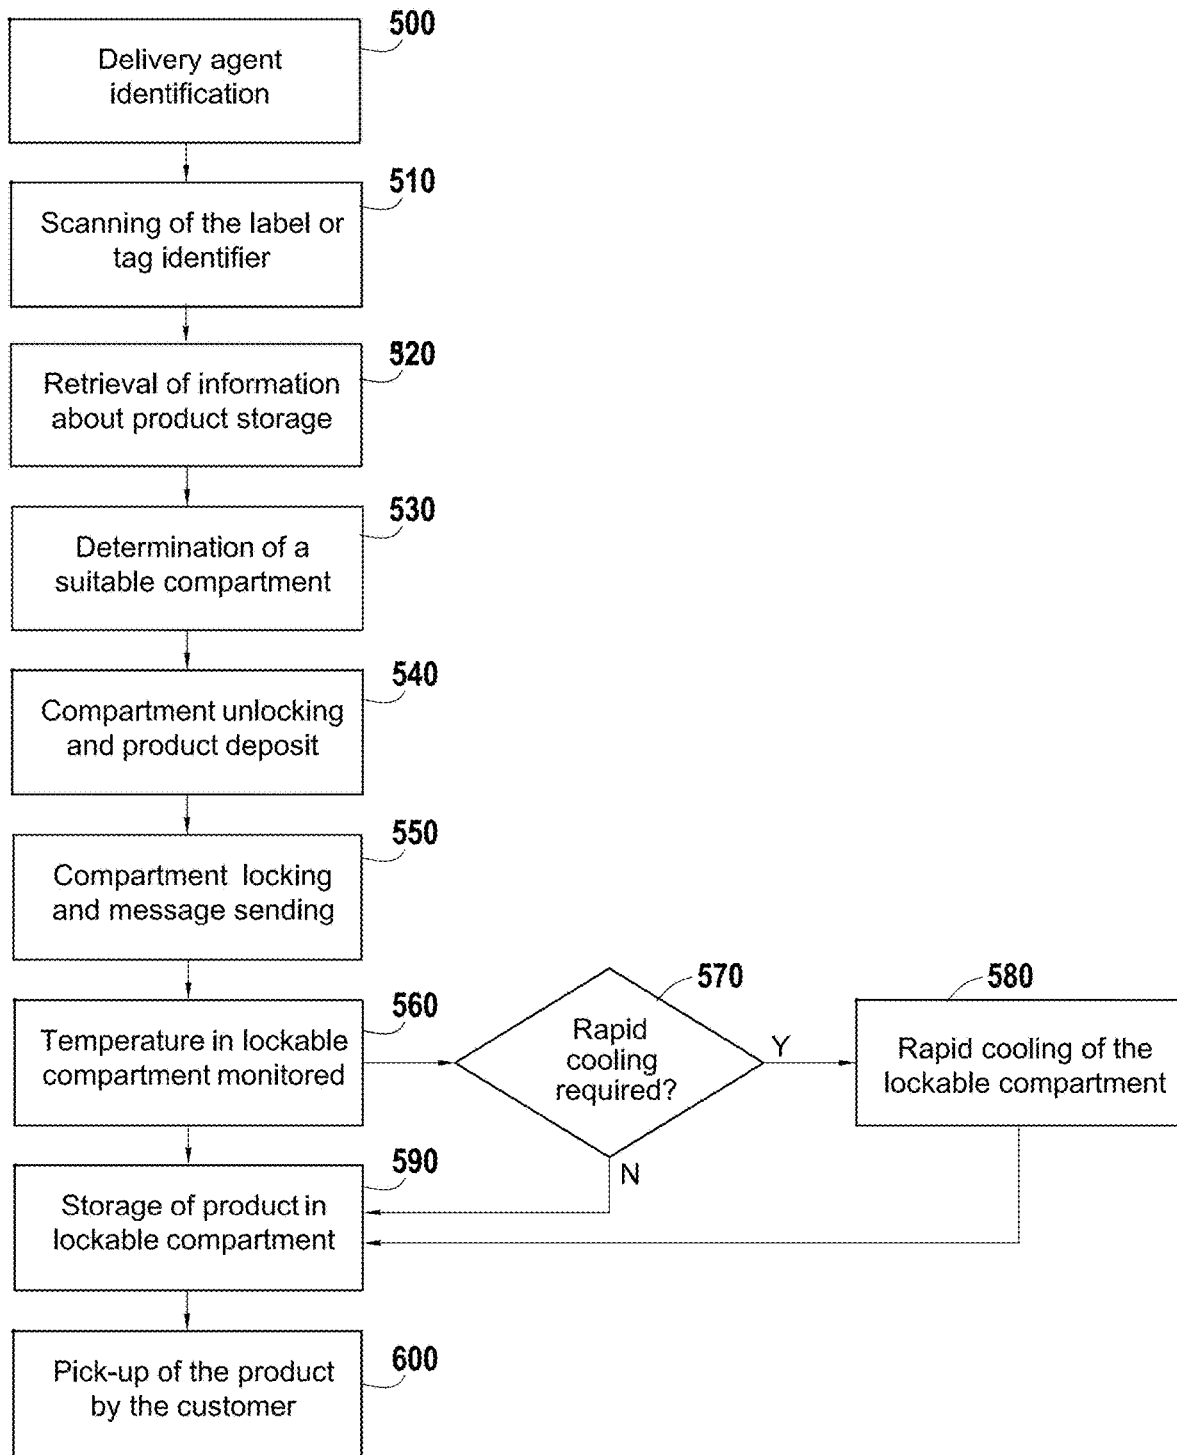 500
Delivery agent
identification
510
Scanning of the label or
tag identifier
520
Retrieval of information
about product storage
530
Determination of a
suitable compartment
540
Compartment unlocking
and product deposit
550
Compartment locking
and message sending
560
Temperature in lockable
compartment monitored
570
Rapid
cooling
required?
Y
N
580
Rapid cooling of the
lockable compartment
590
Storage of product in
lockable compartment
600
Pick-up of the product
by the customer